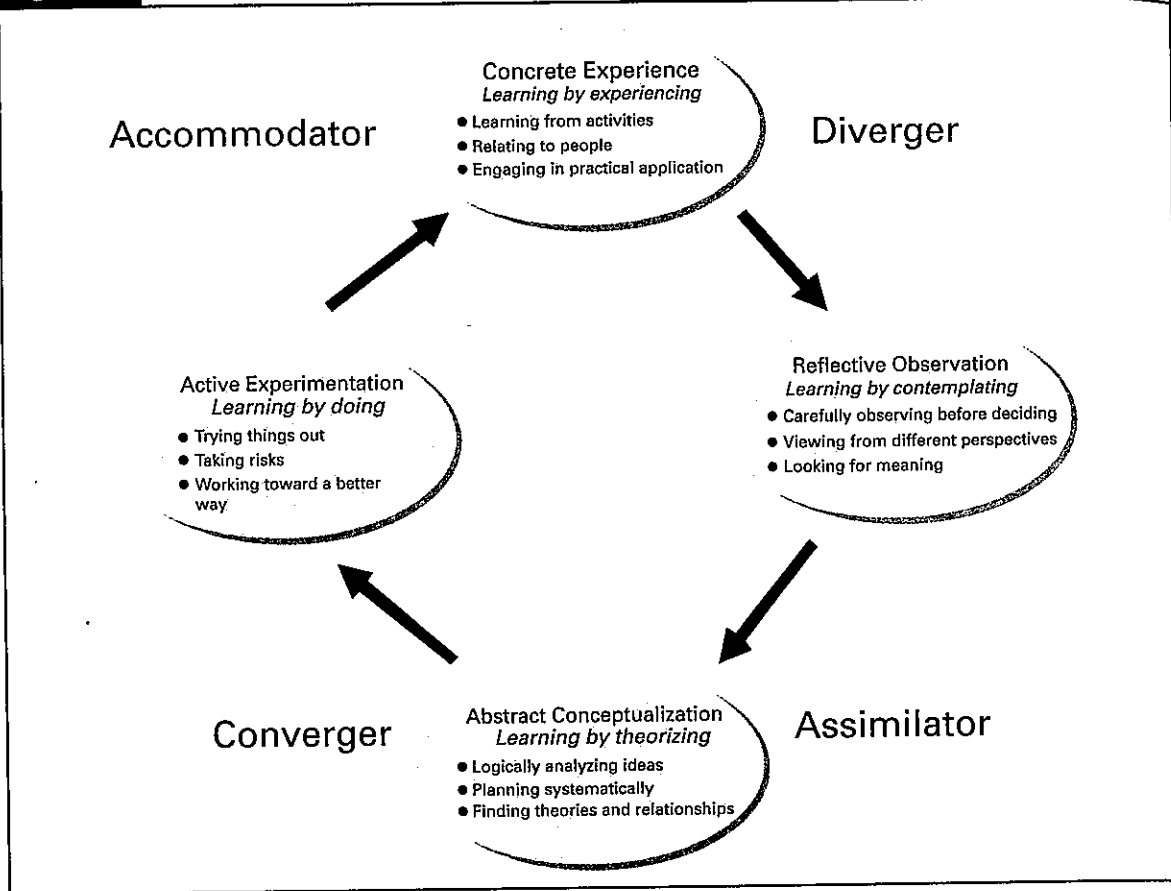 Concrete Experience
Learning by experiencing
● Learning from activities
● Relating to people
● Engaging in practical application
Accommodator
Diverger
Active Experimentation
Learning by doing
● Trying things out
● Taking risks
● Working toward a better
way
Reflective Observation
Learning by contemplating
● Carefully observing before deciding
● Viewing from different perspectives
● Looking for meaning
Converger
Abstract Conceptualization
Learning by theorizing
● Logically analyzing ideas
● Planning systematically
● Finding theories and relationships
Assimilator